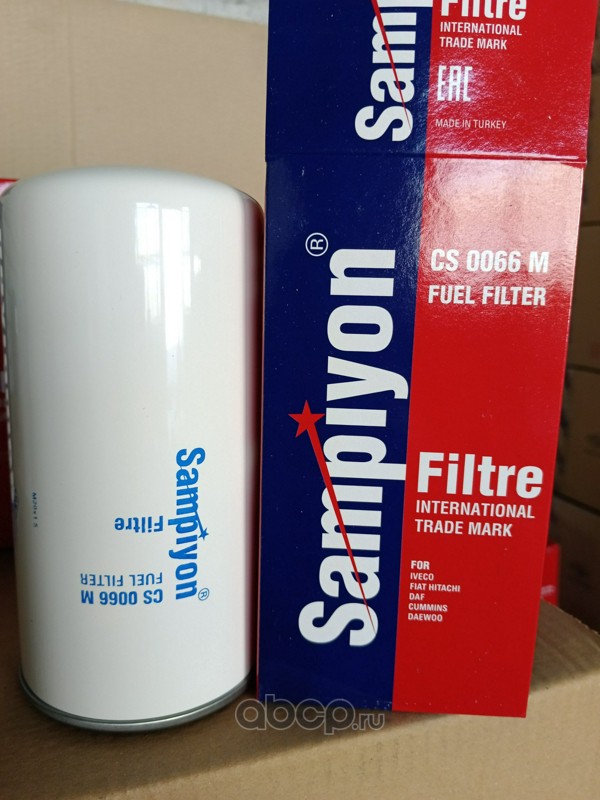 Sampiyon
Filtre
INTERNATIONAL
TRADE MARK
EAC
MADE IN TURKEY
Sampiyon®
CS 0066 M
FUEL FILTER
Filtre
INTERNATIONAL
TRADE MARK
FOR
IVECO
FIAT HITACHI
DAF
CUMMINS
DAEWOO
Sampiyon®
Filtre
CS 0066 M
FUEL FILTER
abcp.ru